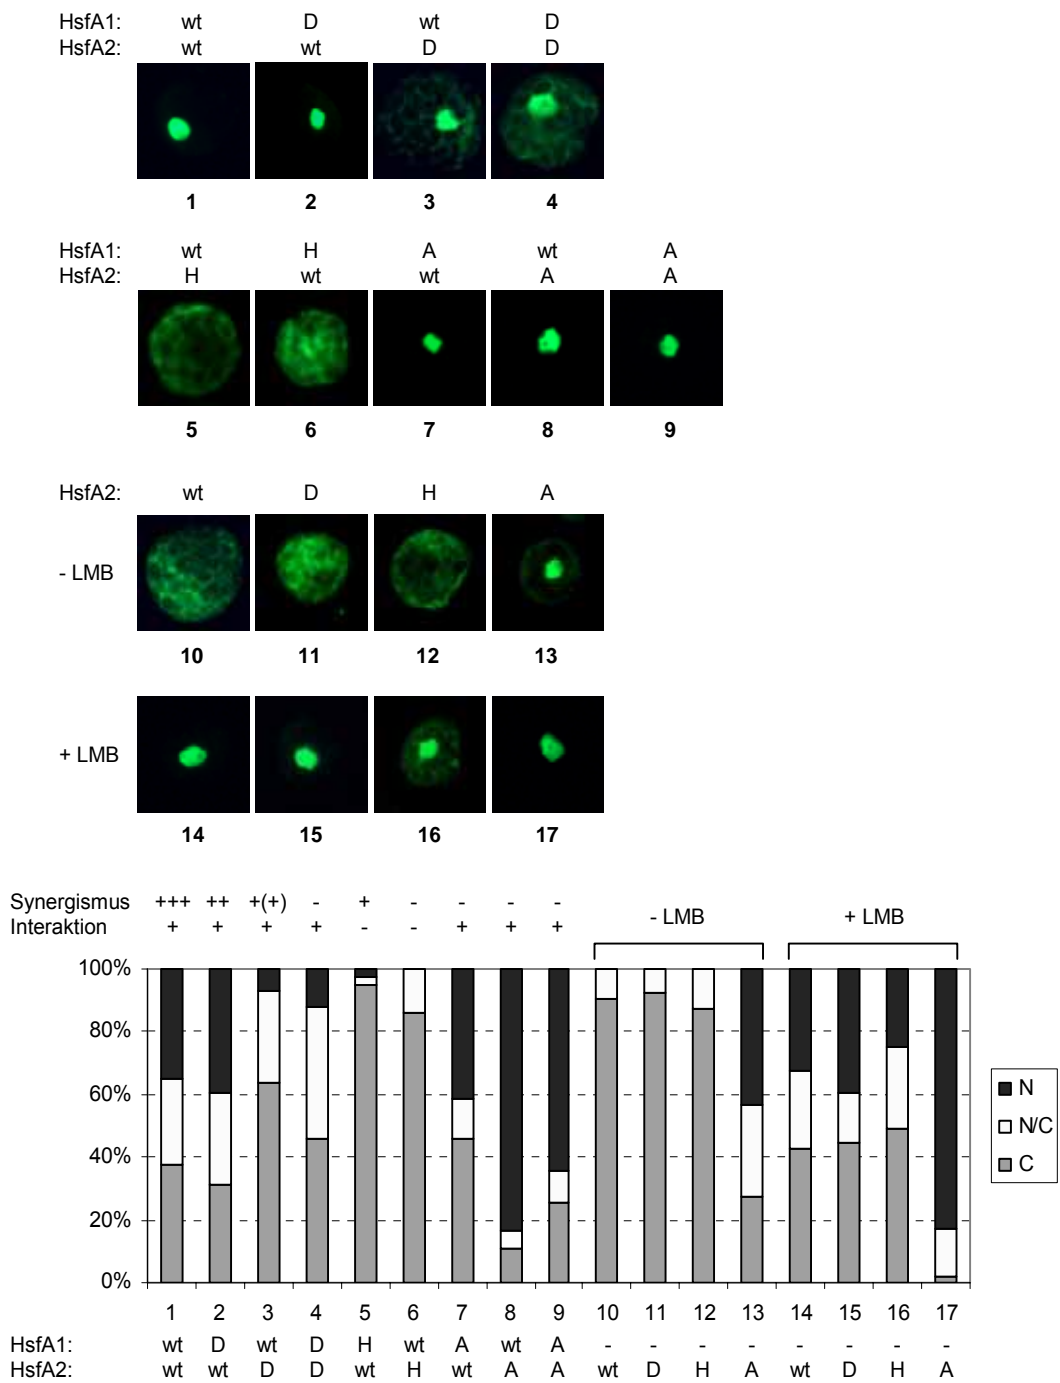 HsfA1: wt D wt D
HsfA2: wt wt D D
1 2 3 4
HsfA1: wt H A wt A
HsfA2: H wt wt A A
5 6 7 8 9
HsfA2: wt D H A
- LMB
10 11 12 13
+ LMB
14 15 16 17
Synergismus +++ ++ +(+) - + - - - -
Interaktion + + + + - - + + +
- LMB + LMB
100%
80%
60%
40%
20%
0%
N
N/C
C
1 2 3 4 5 6 7 8 9 10 11 12 13 14 15 16 17
HsfA1: wt D wt D H wt A wt A - - - - - - - -
HsfA2: wt wt D D wt H wt A A wt D H A wt D H A